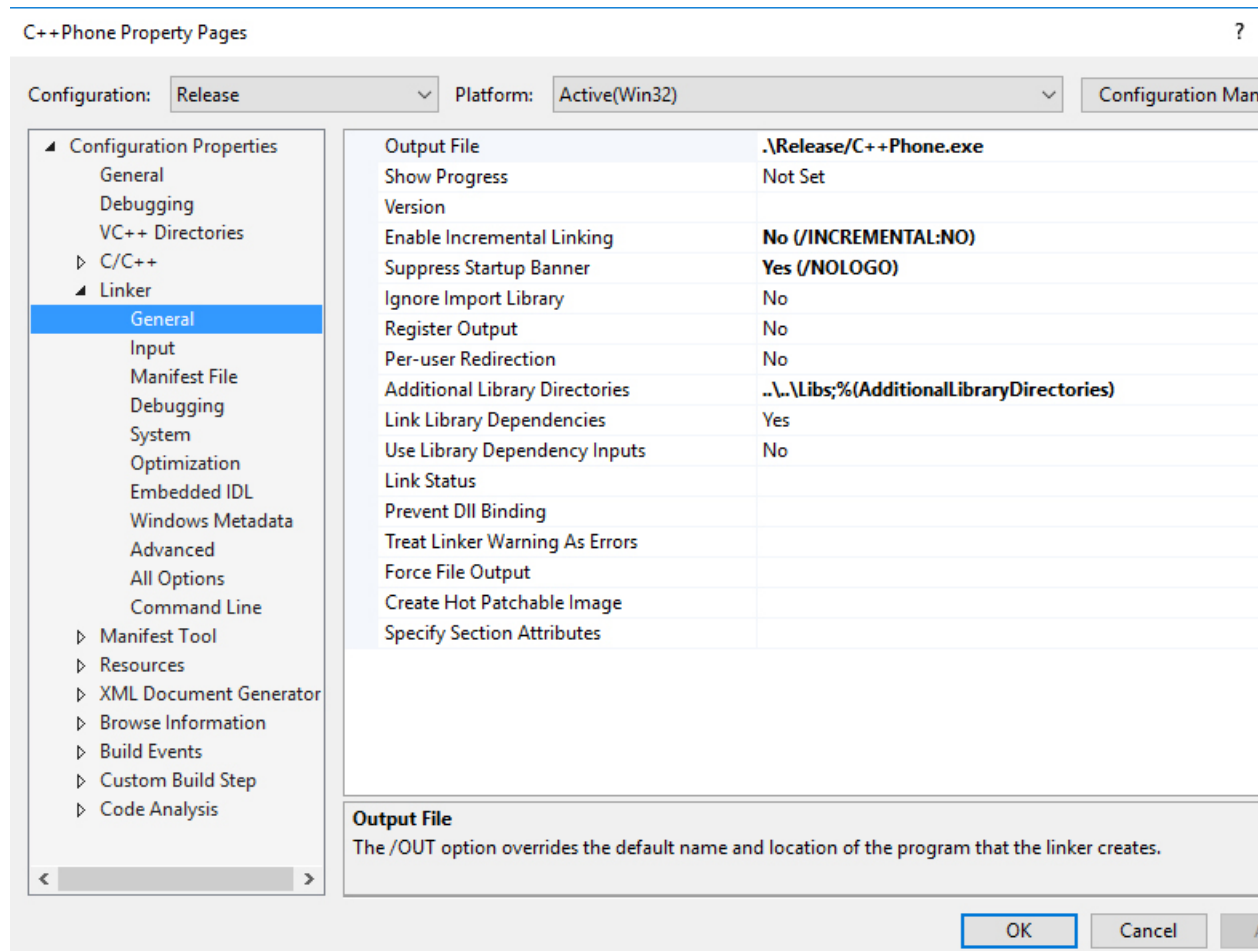 C++Phone Property Pages
?
Configuration: Release Platform: Active(Win32) Configuration Man
Configuration Properties
General
Debugging
VC++ Directories
C/C++
Linker
General
Input
Manifest File
Debugging
System
Optimization
Embedded IDL
Windows Metadata
Advanced
All Options
Command Line
Manifest Tool
Resources
XML Document Generator
Browse Information
Build Events
Custom Build Step
Code Analysis
Output File .\Release/C++Phone.exe
Show Progress Not Set
Version
Enable Incremental Linking No (/INCREMENTAL:NO)
Suppress Startup Banner Yes (/NOLOGO)
Ignore Import Library No
Register Output No
Per-user Redirection No
Additional Library Directories ..\..\Libs;%(AdditionalLibraryDirectories)
Link Library Dependencies Yes
Use Library Dependency Inputs No
Link Status
Prevent Dll Binding
Treat Linker Warning As Errors
Force File Output
Create Hot Patchable Image
Specify Section Attributes
Output File
The /OUT option overrides the default name and location of the program that the linker creates.
OK Cancel